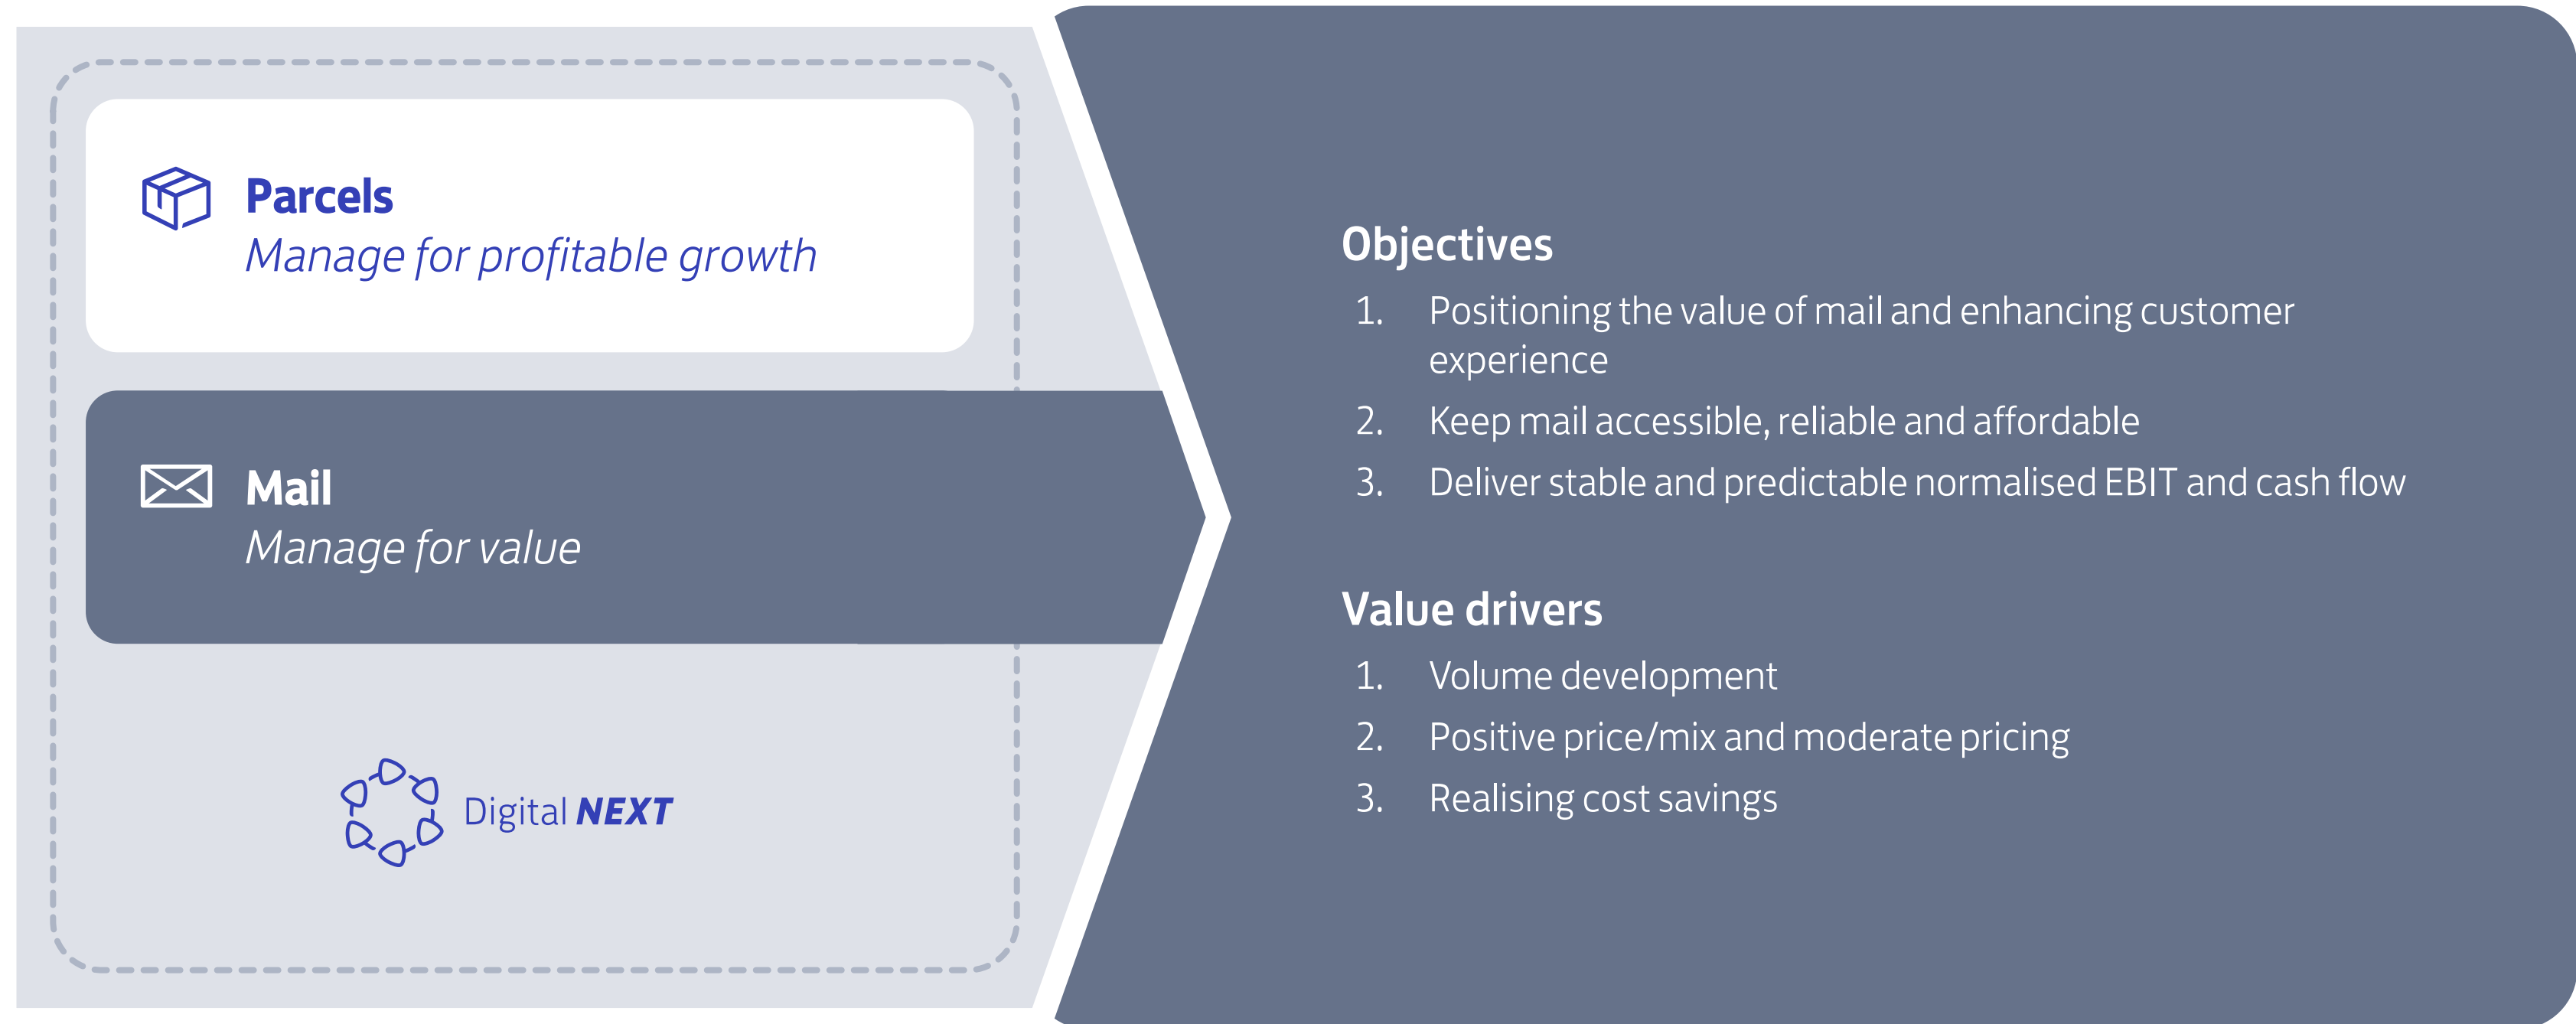 Parcels
Manage for profitable growth
Mail
Manage for value
Digital NEXT
Objectives
1. Positioning the value of mail and enhancing customer
experience
2. Keep mail accessible, reliable and affordable
3. Deliver stable and predictable normalised EBIT and cash flow
Value drivers
1. Volume development
2. Positive price/mix and moderate pricing
3. Realising cost savings